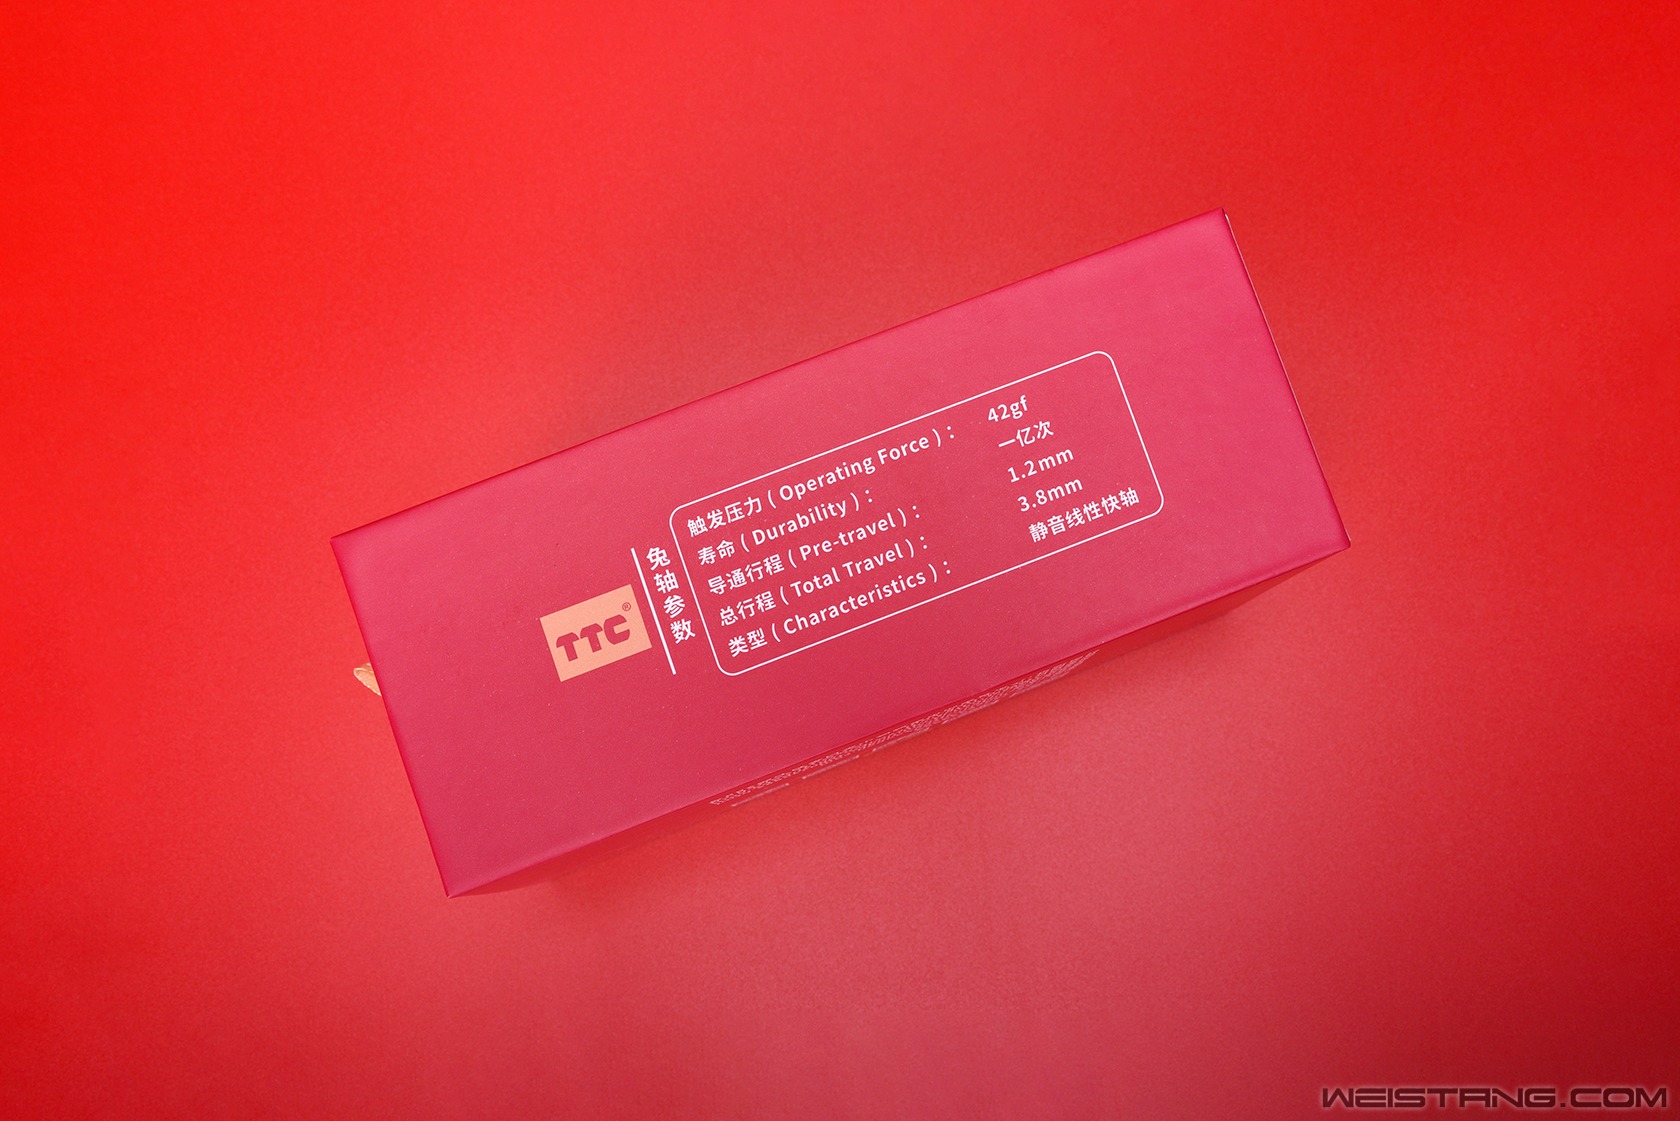 TTC®
兔轴参数
触发压力 ( Operating Force ) : 42gf
寿命 ( Durability ) : 一亿次
导通行程 ( Pre-travel ) : 1.2mm
总行程 ( Total Travel ) : 3.8mm
类型 ( Characteristics ) : 静音线性快轴
WEISTANG.COM